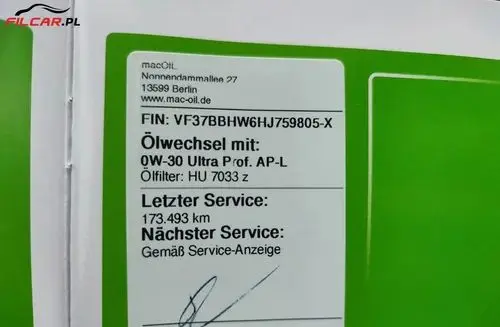 FILCAR.PL
macOIL
Nonnendammallee 27
13599 Berlin
www.mac-oil.de
FIN: VF37BBHW6HJ759805-X
Ölwechsel mit:
0W-30 Ultra Prof. AP-L
Ölfilter: HU 7033 z
Letzter Service:
173.493 km
Nächster Service:
Gemäß Service-Anzeige